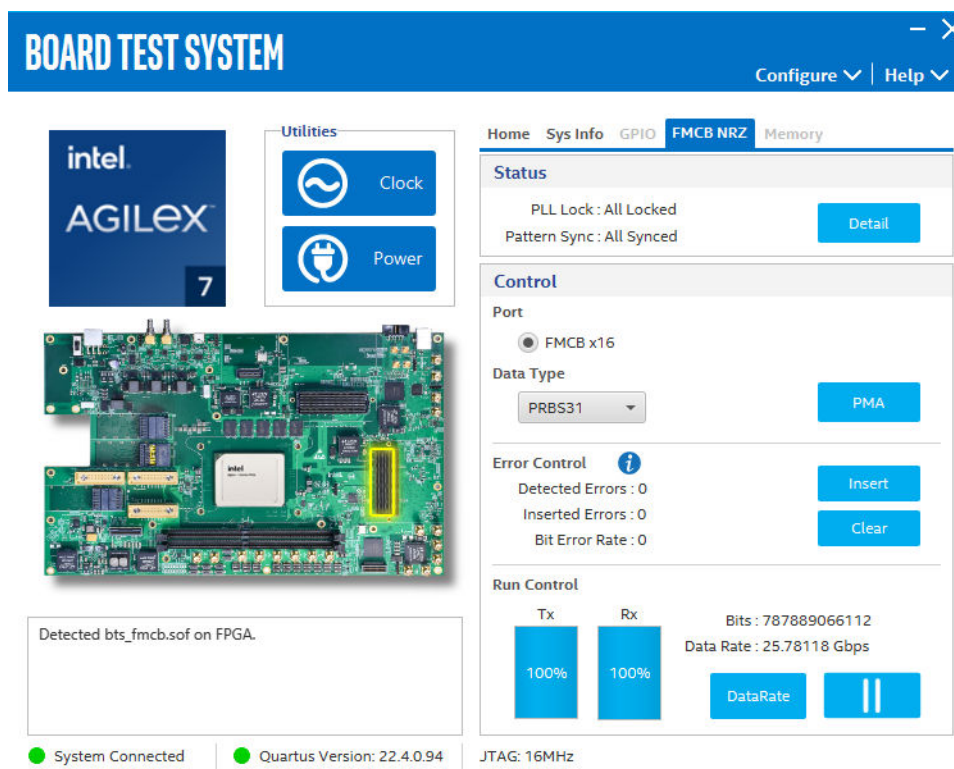 BOARD TEST SYSTEM
Configure Help
intel.
AGILEX
7
Utilities
Clock
Power
Home Sys Info GPIO FMCB NRZ Memory
Status
PLL Lock : All Locked
Pattern Sync : All Synced
Detail
Control
Port
FMCB x16
Data Type
PRBS31
PMA
Error Control
Detected Errors : 0
Inserted Errors : 0
Bit Error Rate : 0
Insert
Clear
Run Control
Tx Rx
100% 100%
Bits : 787889066112
Data Rate : 25.78118 Gbps
DataRate
intel
Detected bts_fmcb.sof on FPGA.
System Connected Quartus Version: 22.4.0.94 JTAG: 16MHz